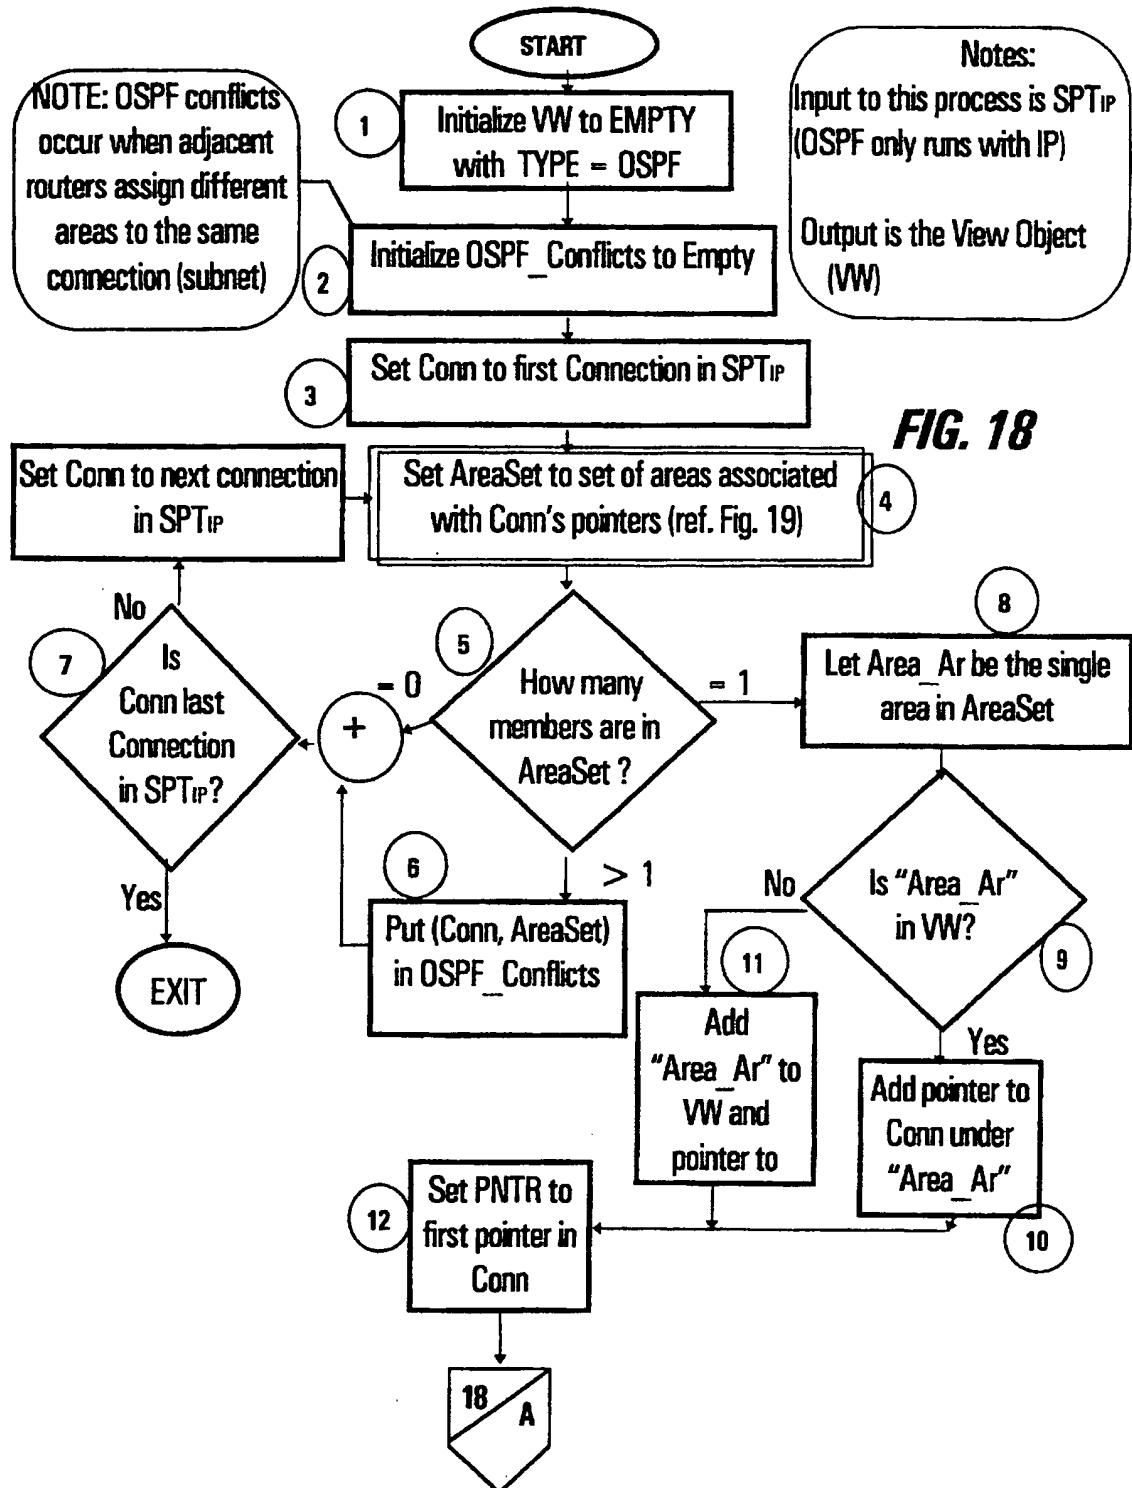 START
Notes:
Input to this process is SPTIP
(OSPF only runs with IP)
Output is the View Object
(VW)
NOTE: OSPF conflicts
occur when adjacent
routers assign different
areas to the same
connection (subnet)
1
Initialize VW to EMPTY
with TYPE = OSPF
2
Initialize OSPF_Conflicts to Empty
3
Set Conn to first Connection in SPTIP
FIG. 18
Set Conn to next connection
in SPTIP
Set AreaSet to set of areas associated
with Conn's pointers (ref. Fig. 19)
4
No
7
Is
Conn last
Connection
in SPTIP?
Yes
EXIT
+
= 0
5
How many
members are in
AreaSet ?
= 1
> 1
6
Put (Conn, AreaSet)
in OSPF_Conflicts
8
Let Area_Ar be the single
area in AreaSet
No
Is "Area_Ar"
in VW?
9
Yes
11
Add
"Area_Ar" to
VW and
pointer to
Add pointer to
Conn under
"Area_Ar"
10
12
Set PNTR to
first pointer in
Conn
18
A